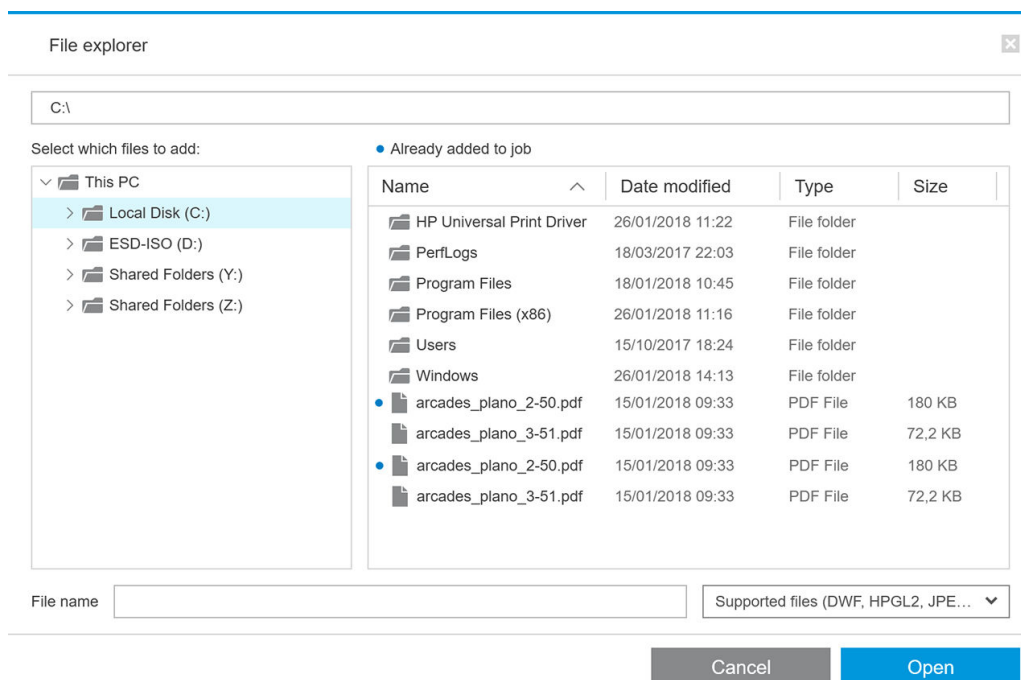 File explorer
C:\
Select which files to add:
Already added to job
This PC
Local Disk (C:)
ESD-ISO (D:)
Shared Folders (Y:)
Shared Folders (Z:)
Name Date modified Type Size
HP Universal Print Driver 26/01/2018 11:22 File folder
PerfLogs 18/03/2017 22:03 File folder
Program Files 18/01/2018 10:45 File folder
Program Files (x86) 26/01/2018 11:16 File folder
Users 15/10/2017 18:24 File folder
Windows 26/01/2018 14:13 File folder
arcades_plano_2-50.pdf 15/01/2018 09:33 PDF File 180 KB
arcades_plano_3-51.pdf 15/01/2018 09:33 PDF File 72,2 KB
arcades_plano_2-50.pdf 15/01/2018 09:33 PDF File 180 KB
arcades_plano_3-51.pdf 15/01/2018 09:33 PDF File 72,2 KB
File name
Supported files (DWF, HPGL2, JPE...
Cancel Open